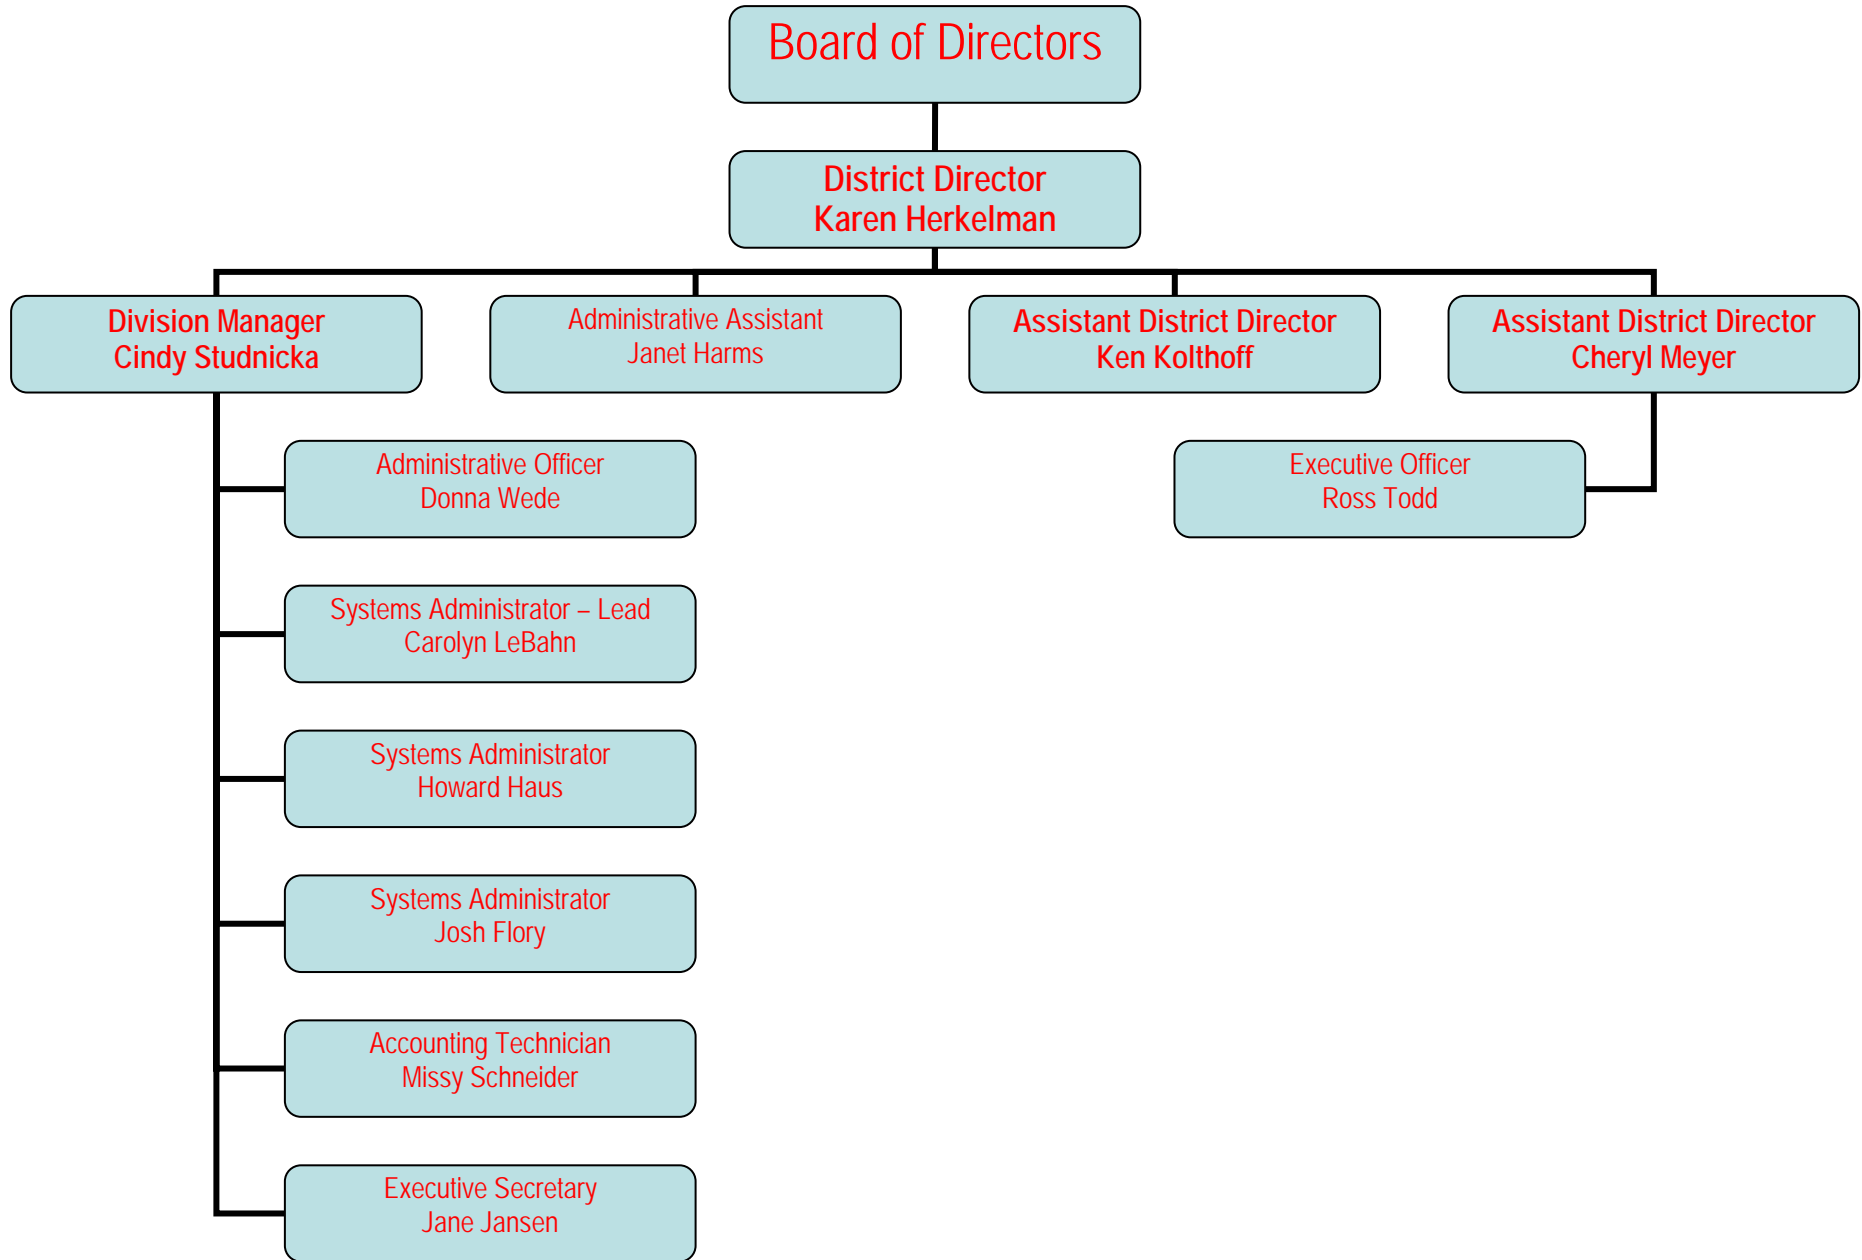 Board of Directors
District Director
Karen Herkelman
Division Manager
Cindy Studnicka
Administrative Assistant
Janet Harms
Assistant District Director
Ken Kolthoff
Assistant District Director
Cheryl Meyer
Administrative Officer
Donna Wede
Executive Officer
Ross Todd
Systems Administrator – Lead
Carolyn LeBahn
Systems Administrator
Howard Haus
Systems Administrator
Josh Flory
Accounting Technician
Missy Schneider
Executive Secretary
Jane Jansen